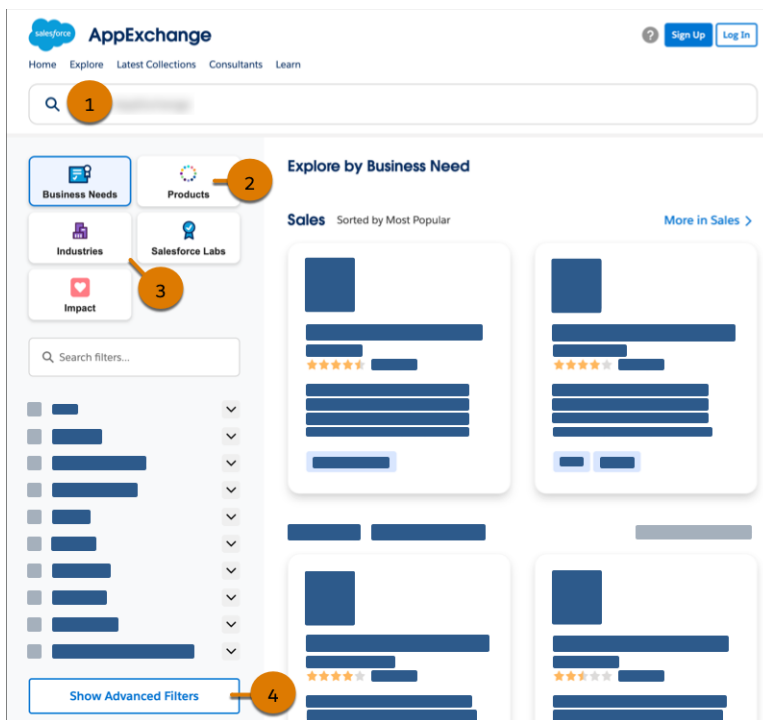 salesforce
AppExchange
Sign Up
Log In
Home Explore Latest Collections Consultants Learn
1
Business Needs
Products
2
Industries
Salesforce Labs
3
Impact
Search filters...
Show Advanced Filters
4
Explore by Business Need
Sales Sorted by Most Popular
More in Sales >